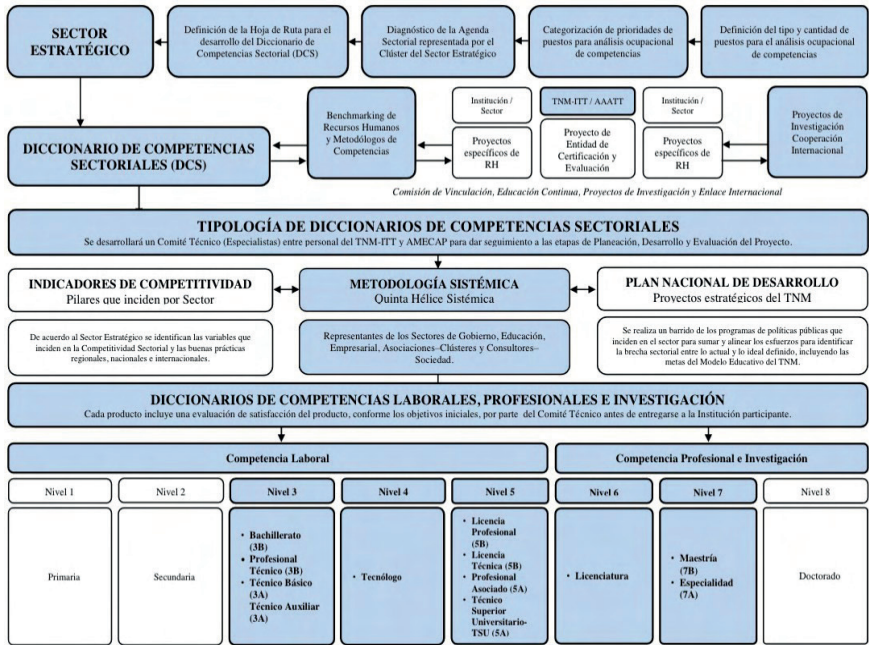 SECTOR
ESTRATÉGICO
Definición de la Hoja de Ruta para el
desarrollo del Diccionario de
Competencias Sectorial (DCS)
Diagnóstico de la Agenda
Sectorial representada por el
Clúster del Sector Estratégico
Categorización de prioridades de
puestos para análisis ocupacional
de competencias
Definición del tipo y cantidad de
puestos para el análisis ocupacional
de competencias
DICCIONARIO DE COMPETENCIAS
SECTORIALES (DCS)
Benchmarking de
Recursos Humanos
y Metodólogos de
Competencias
Institución /
Sector
Proyectos
específicos de
RH
TNM-ITT / AAATT
Proyecto de
Entidad de
Certificación y
Evaluación
Institución /
Sector
Proyectos
específicos de
RH
Proyectos de
Investigación
Cooperación
Internacional
Comisión de Vinculación, Educación Continua, Proyectos de Investigación y Enlace Internacional
TIPOLOGÍA DE DICCIONARIOS DE COMPETENCIAS SECTORIALES
Se desarrollará un Comité Técnico (Especialistas) entre personal del TNM-ITT y AMECAP para dar seguimiento a las etapas de Planeación, Desarrollo y Evaluación del Proyecto.
INDICADORES DE COMPETITIVIDAD
Pilares que inciden por Sector
METODOLOGÍA SISTÉMICA
Quinta Hélice Sistémica
PLAN NACIONAL DE DESARROLLO
Proyectos estratégicos del TNM
De acuerdo al Sector Estratégico se identifican las variables que
inciden en la Competitividad Sectorial y las buenas prácticas
regionales, nacionales e internacionales.
Representantes de los Sectores de Gobierno, Educación,
Empresarial, Asociaciones–Clústeres y Consultores–
Sociedad.
Se realiza un barrido de los programas de políticas públicas que
inciden en el sector para sumar y alinear los esfuerzos para identificar
la brecha sectorial entre lo actual y lo ideal definido, incluyendo las
metas del Modelo Educativo del TNM.
DICCIONARIOS DE COMPETENCIAS LABORALES, PROFESIONALES E INVESTIGACIÓN
Cada producto incluye una evaluación de satisfacción del producto, conforme los objetivos iniciales, por parte del Comité Técnico antes de entregarse a la Institución participante.
Competencia Laboral
Competencia Profesional e Investigación
Nivel 1
Nivel 2
Nivel 3
Nivel 4
Nivel 5
Nivel 6
Nivel 7
Nivel 8
Primaria
Secundaria
• Bachillerato
(3B)
• Profesional
Técnico (3B)
• Técnico Básico
(3A)
Técnico Auxiliar
(3A)
• Tecnólogo
• Licencia
Profesional
(5B)
• Licencia
Técnica (5B)
• Profesional
Asociado (5A)
• Técnico
Superior
Universitario-
TSU (5A)
• Licenciatura
• Maestría
(7B)
• Especialidad
(7A)
Doctorado